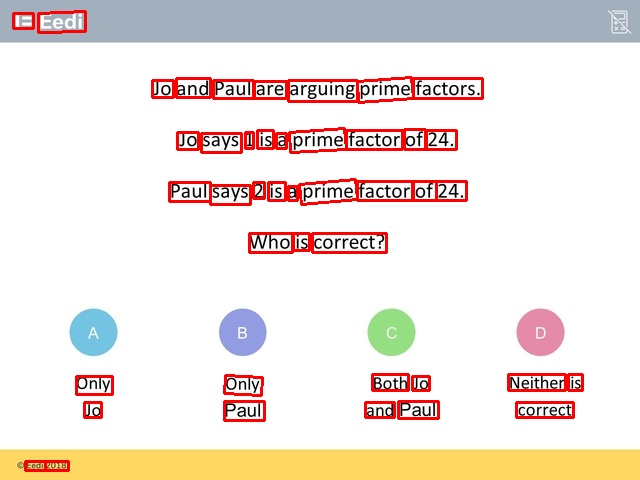 Eedi
Jo and Paul are arguing prime factors.
Jo says 1 is a prime factor of 24.
Paul says 2 is a prime factor of 24.
Who is correct?
A B C D
Only Jo
Only Paul
Both Jo and Paul
Neither is correct
© Eedi 2018